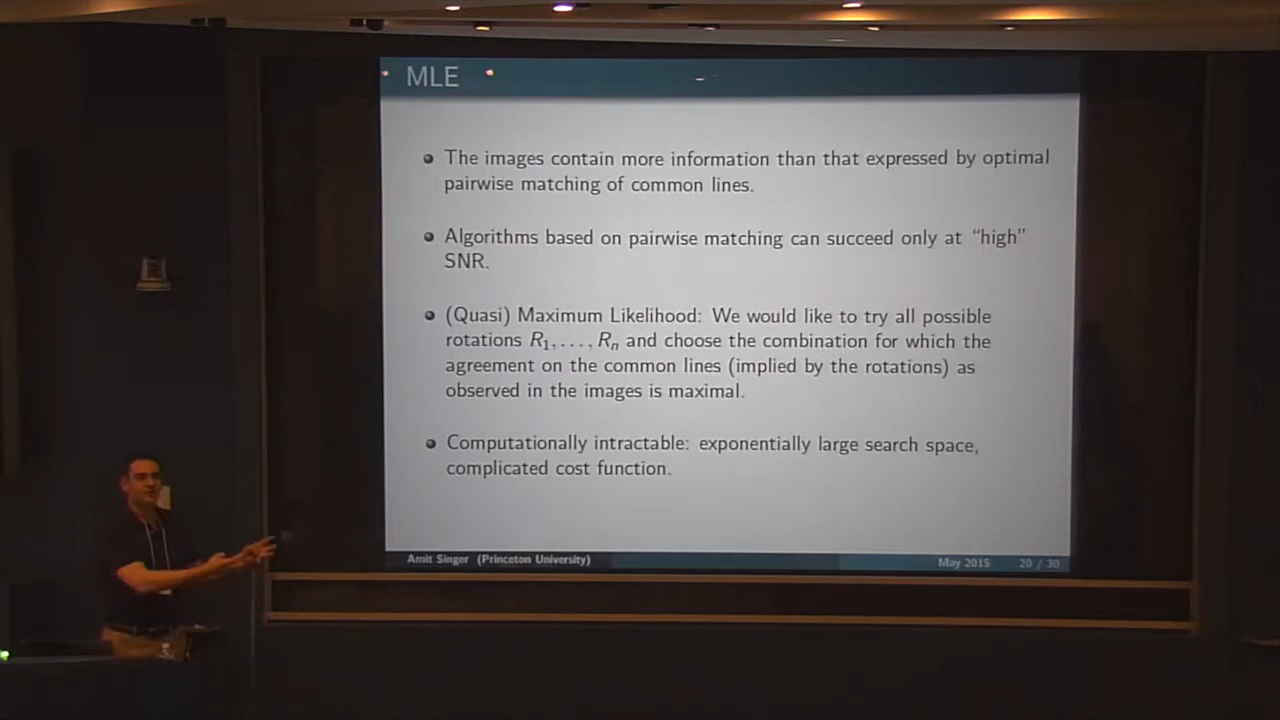 MLE
The images contain more information than that expressed by optimal
pairwise matching of common lines.
Algorithms based on pairwise matching can succeed only at “high”
SNR.
(Quasi) Maximum Likelihood: We would like to try all possible
rotations R₁, . . . , Rₙ and choose the combination for which the
agreement on the common lines (implied by the rotations) as
observed in the images is maximal.
Computationally intractable: exponentially large search space,
complicated cost function.
Amit Singer (Princeton University) May 2015 20 / 30